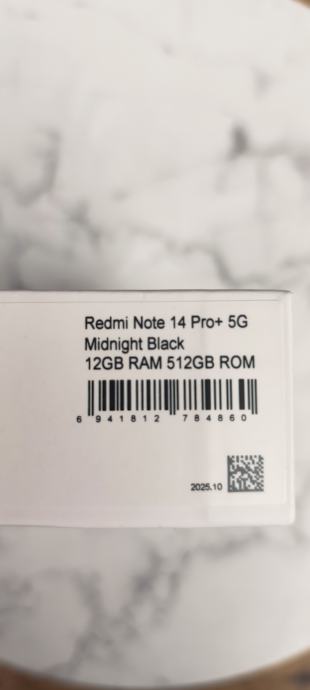 Redmi Note 14 Pro+ 5G
Midnight Black
12GB RAM 512GB ROM
6 941812 784860
2025.10